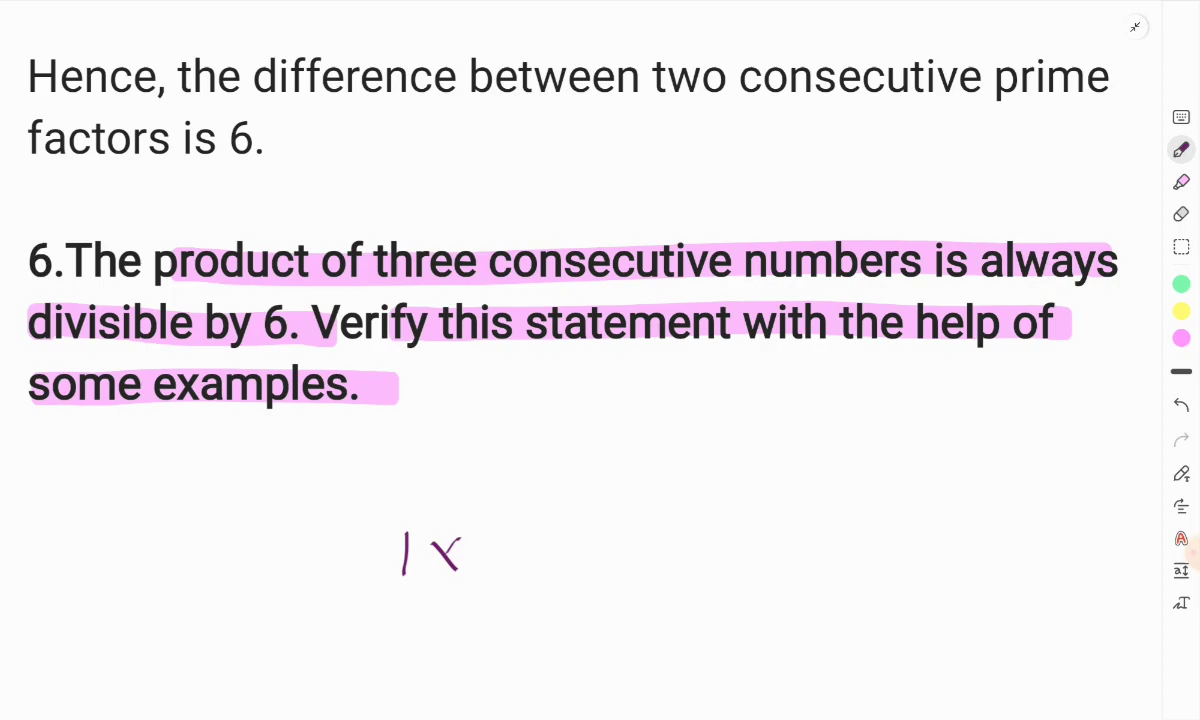 Hence, the difference between two consecutive prime
factors is 6.
6.The product of three consecutive numbers is always
divisible by 6. Verify this statement with the help of
some examples.
1 x